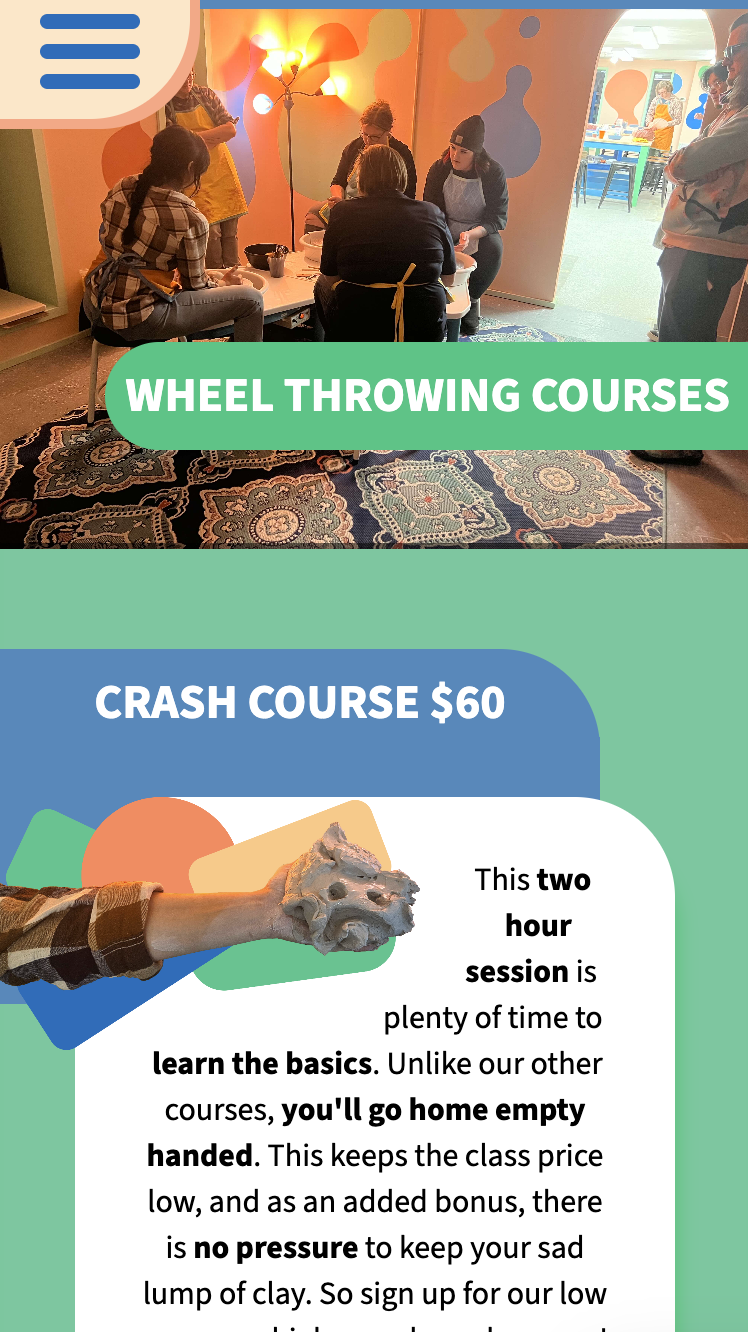 WHEEL THROWING COURSES
CRASH COURSE $60
This two
hour
session is
plenty of time to
learn the basics. Unlike our other
courses, you'll go home empty
handed. This keeps the class price
low, and as an added bonus, there
is no pressure to keep your sad
lump of clay. So sign up for our low